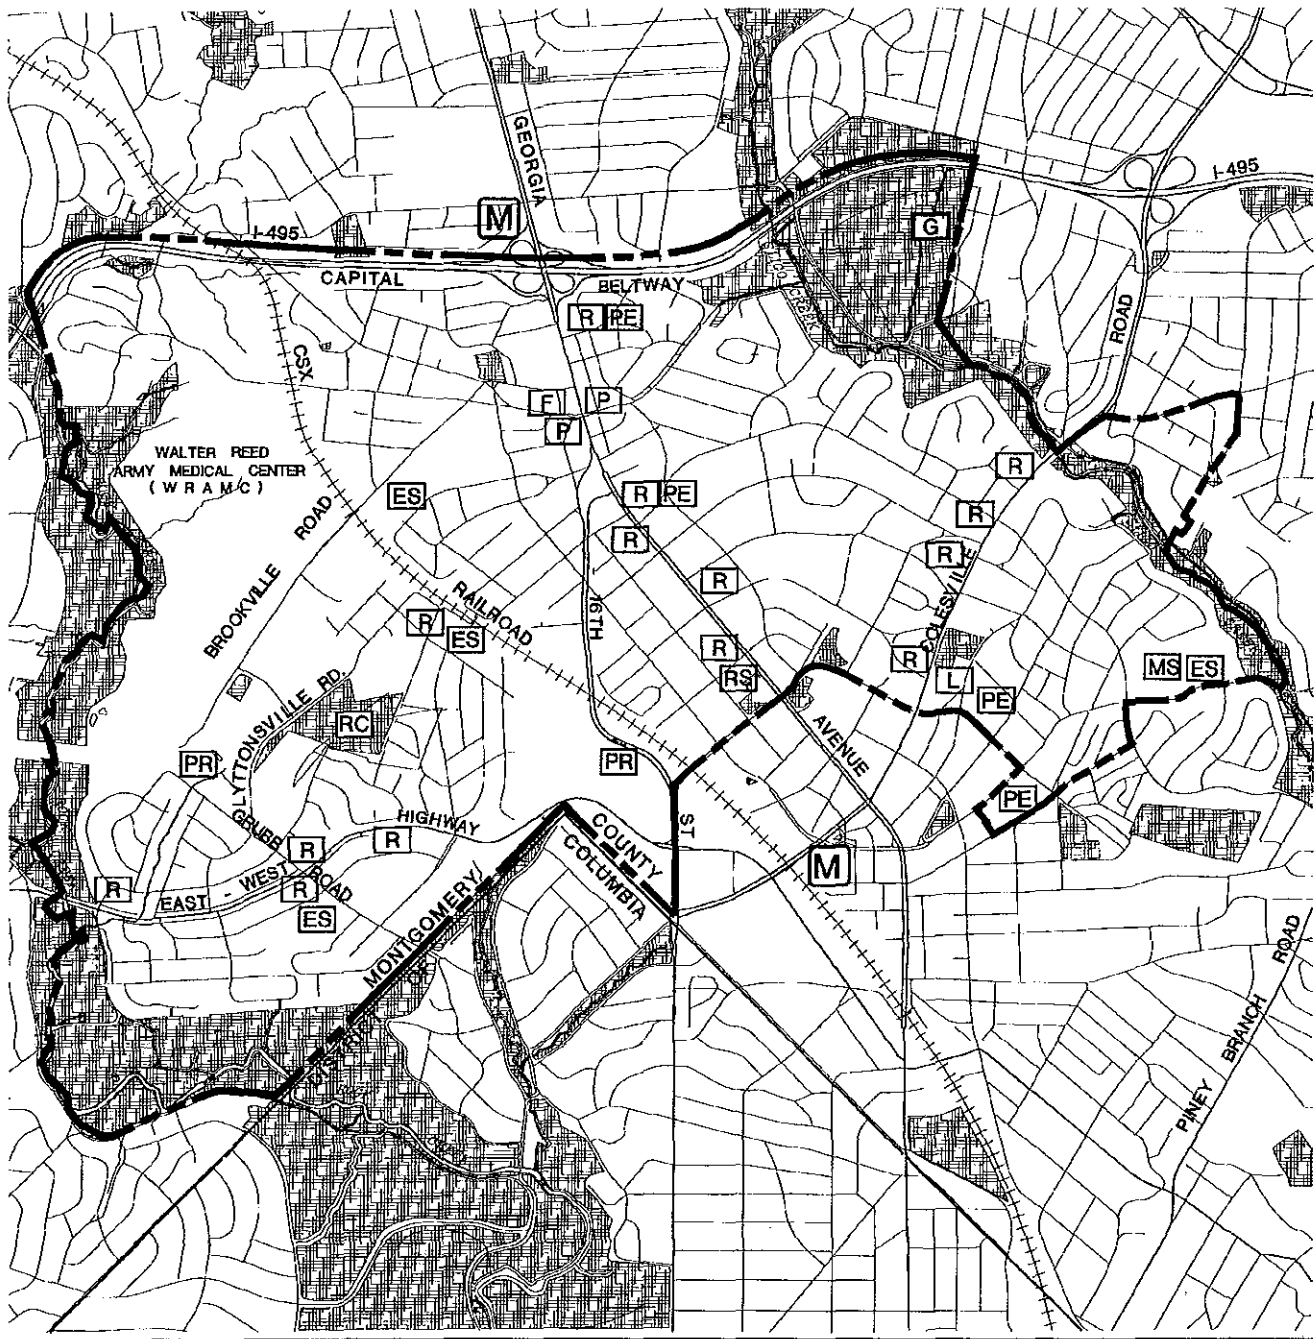 GEORGIA
I-495
G
M
I-495
CAPITAL
BELTWAY
R PE
ROAD
CSX
F P
P
WALTER REED
ARMY MEDICAL CENTER
( W R A M C )
R
ES
R PE
ROAD
R
R
R
COLESVILLE
R
RAILROAD
16TH
BROOKVILLE
R
ES
R
RS
R
L
MS ES
PE
RC
LYTTONSVILLE RD.
AVENUE
PR
PR
PE
GRUBB
ROAD
HIGHWAY
R
R
COUNTY
COLUMBIA
ST
M
R
EAST - WEST
R
ES
MONTGOMERY
PINEY BRANCH ROAD